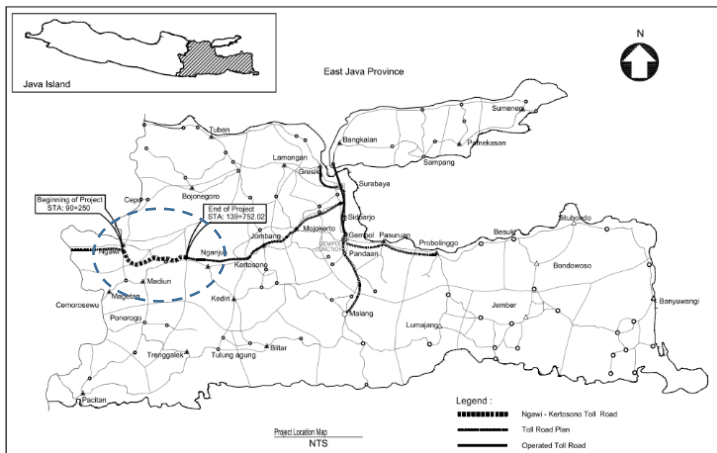 Java Island
East Java Province
N
Sumenep
Tuban
Bangkalan
Pamekasan
Lamongan
Sampang
Gresik
Surabaya
Beginning of Project
STA: 90+250
End of Project
STA: 139+752.02
Cepu
Bojonegoro
Sidoarjo
Situbondo
Jombang
Mojokerto
Gempol
Pasuruan
Besuki
Ngawi
Nganjuk
GEMPOL
JUNCTION
Probolinggo
Kertosono
Pandaan
Bondowoso
Madiun
Magetan
Cemorosewu
Kediri
Banyuwangi
Malang
Jember
Ponorogo
Lumajang
Trenggalek
Tulung agung
Blitar
Pacitan
Legend :
Ngawi - Kertosono Toll Road
Project Location Map
Toll Road Plan
NTS
Operated Toll Road